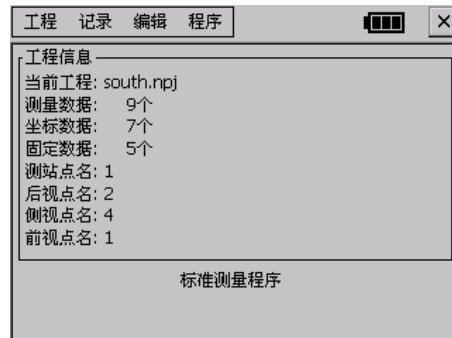 工程 记录 编辑 程序
工程信息
当前工程: south.npj
测量数据: 9个
坐标数据: 7个
固定数据: 5个
测站点名: 1
后视点名: 2
侧视点名: 4
前视点名: 1
标准测量程序